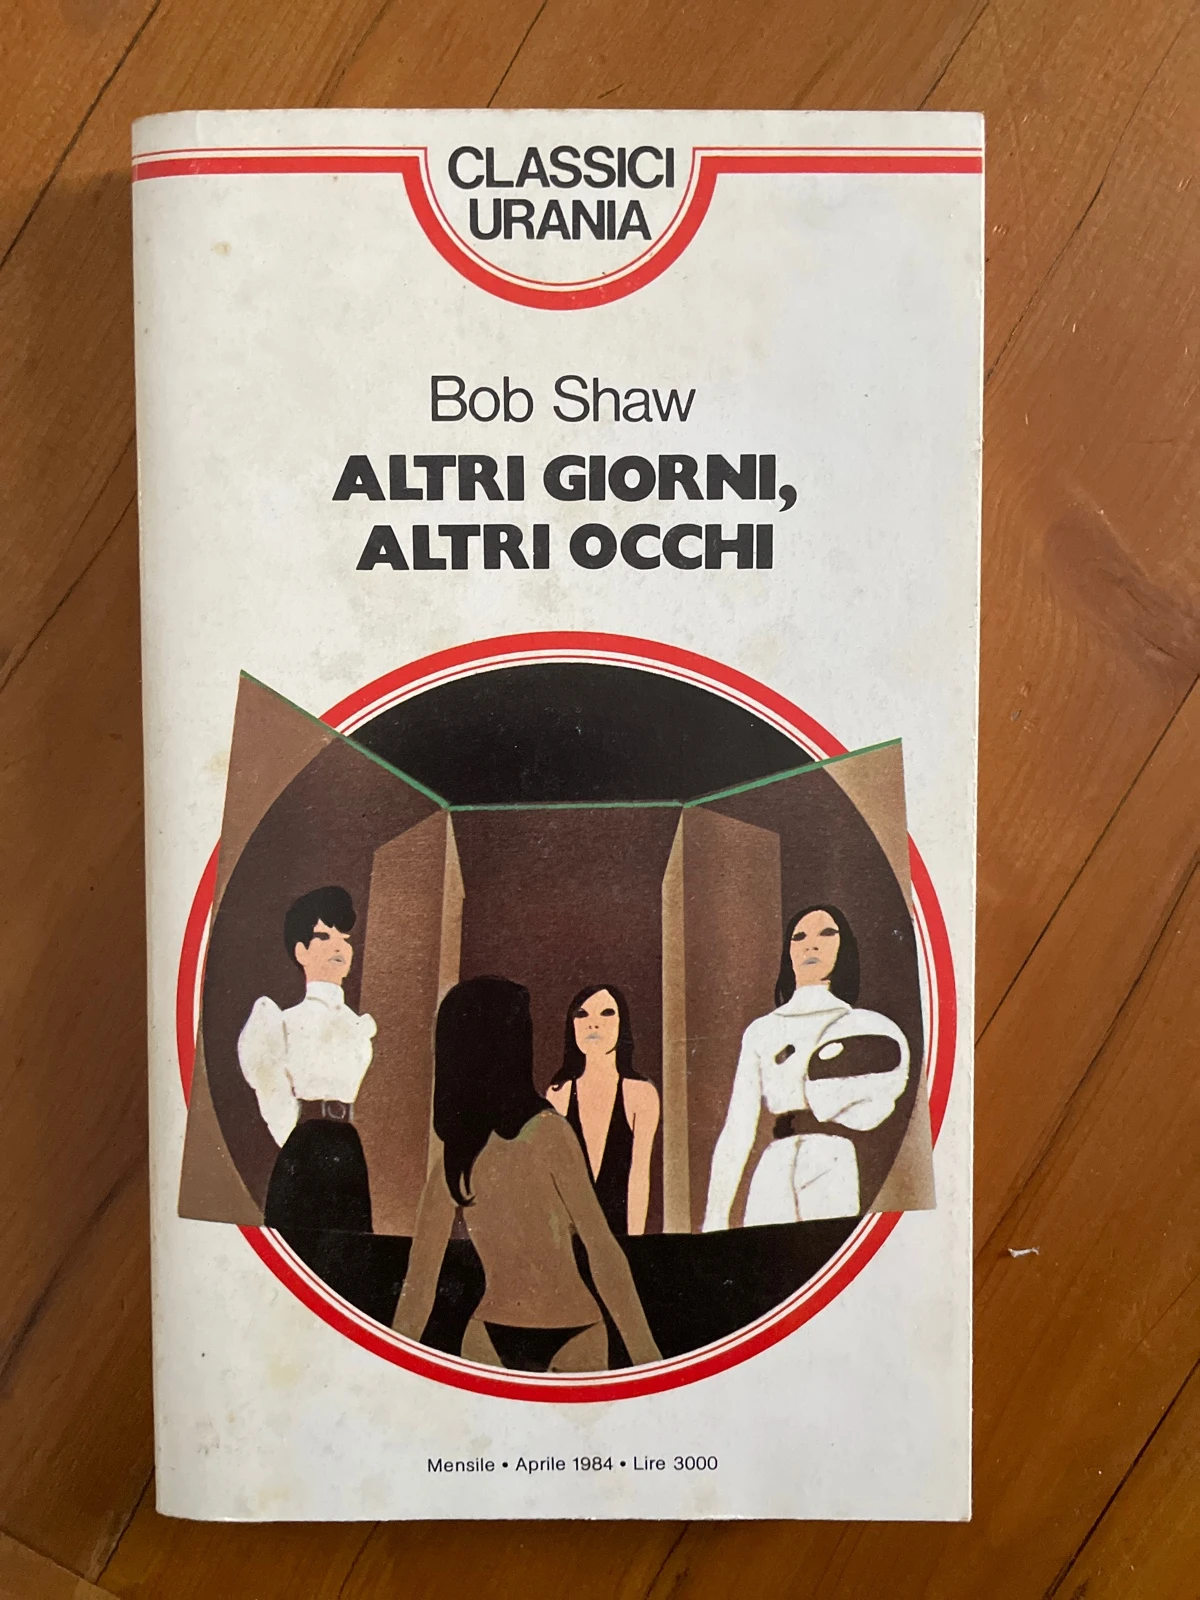 CLASSICI
URANIA
Bob Shaw
ALTRI GIORNI,
ALTRI OCCHI
Mensile • Aprile 1984 • Lire 3000